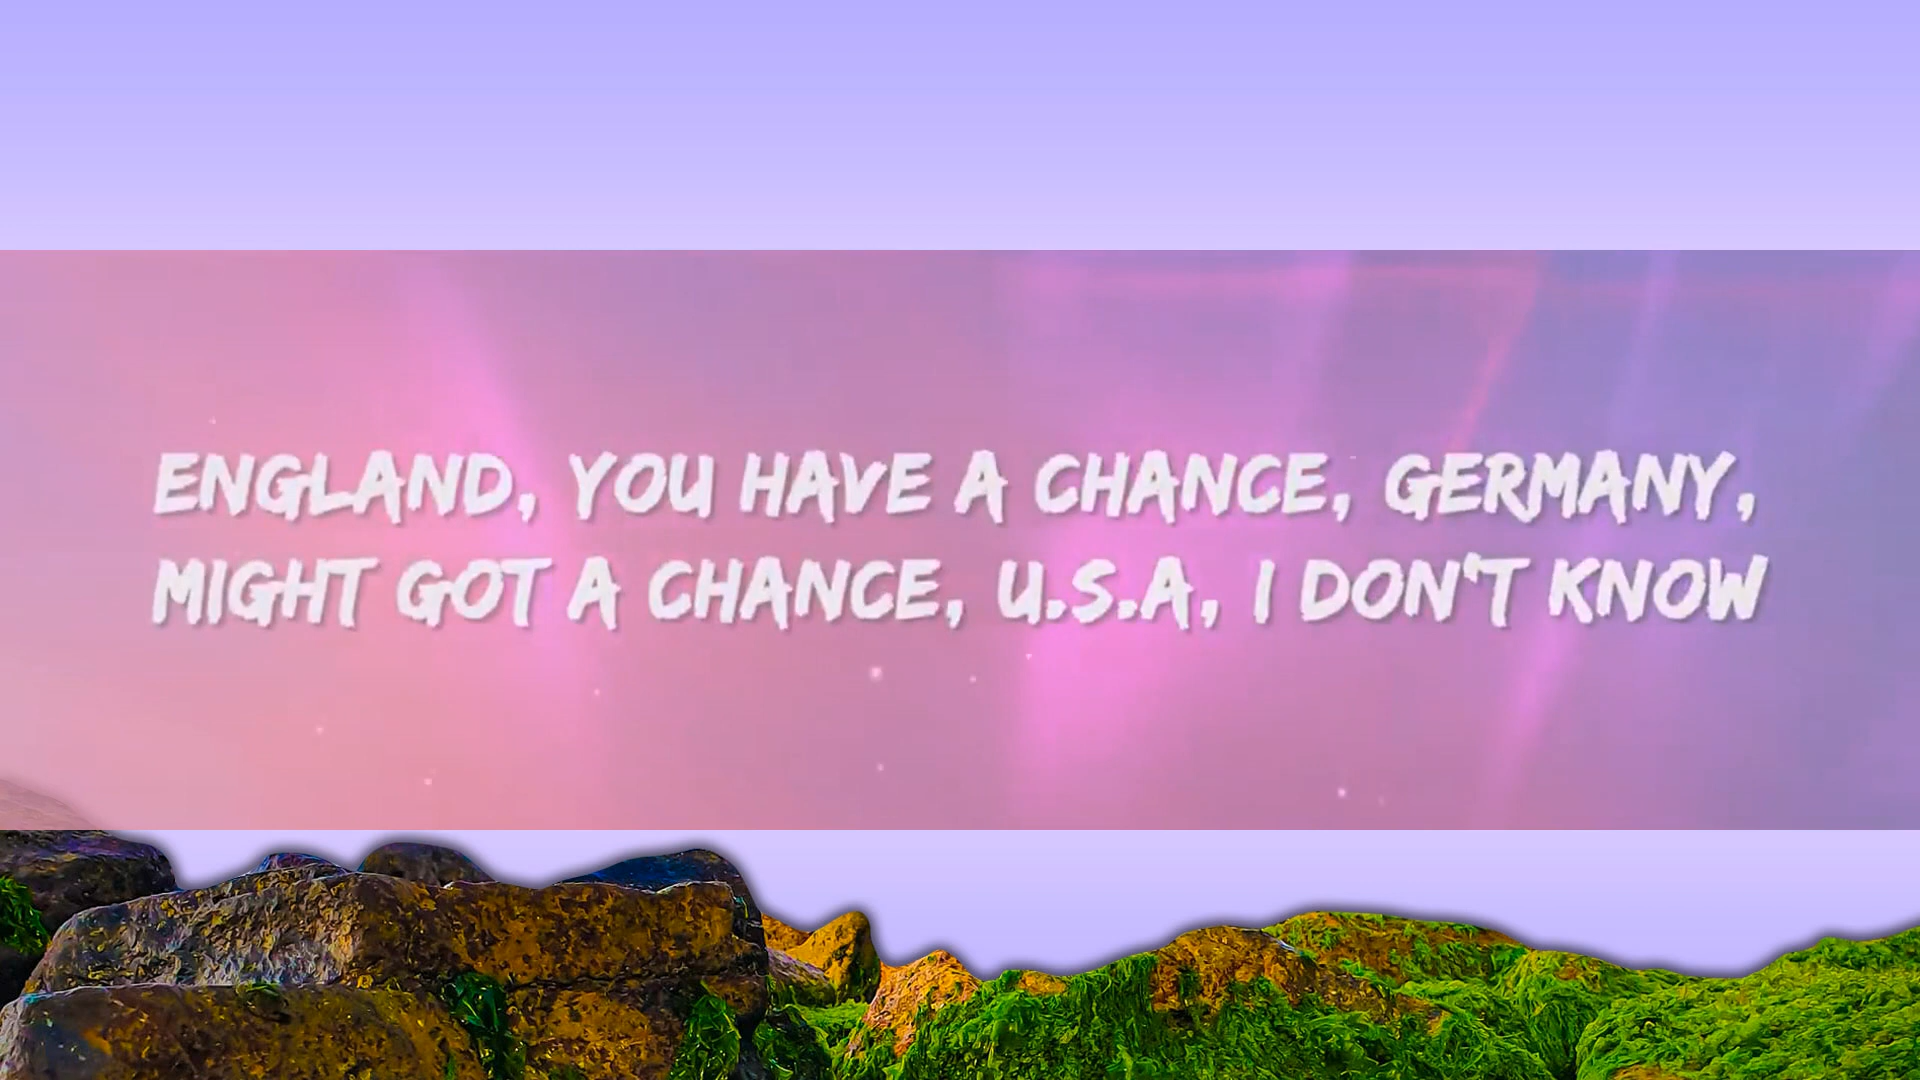 ENGLAND, YOU HAVE A CHANCE, GERMANY,
MIGHT GOT A CHANCE, U.S.A, I DON'T KNOW